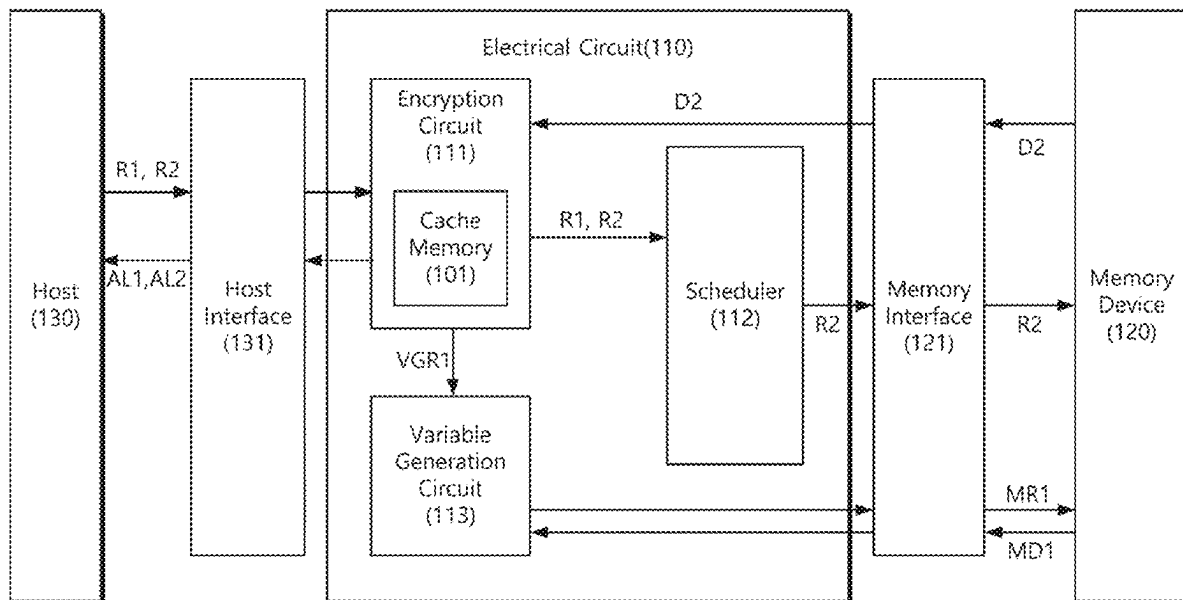 Electrical Circuit(110)
Encryption
Circuit
(111)
D2
D2
R1, R2
Cache
Memory
(101)
R1, R2
AL1,AL2
Host
(130)
Host
Interface
(131)
Scheduler
(112)
R2
Memory
Interface
(121)
R2
Memory
Device
(120)
VGR1
Variable
Generation
Circuit
(113)
MR1
MD1